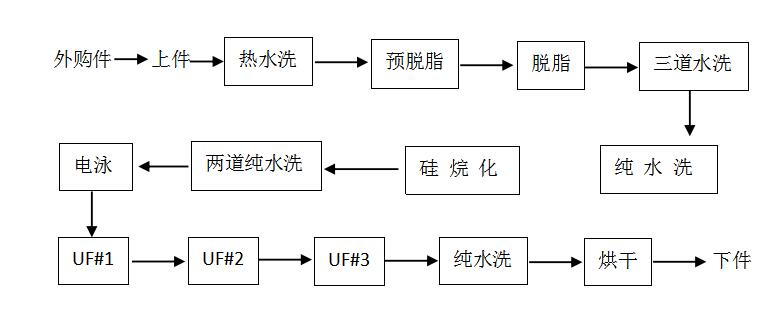 外购件 上件 热水洗 预脱脂 脱脂 三道水洗
电泳 两道纯水洗 硅 烷 化 纯 水 洗
UF#1 UF#2 UF#3 纯水洗 烘干 下件